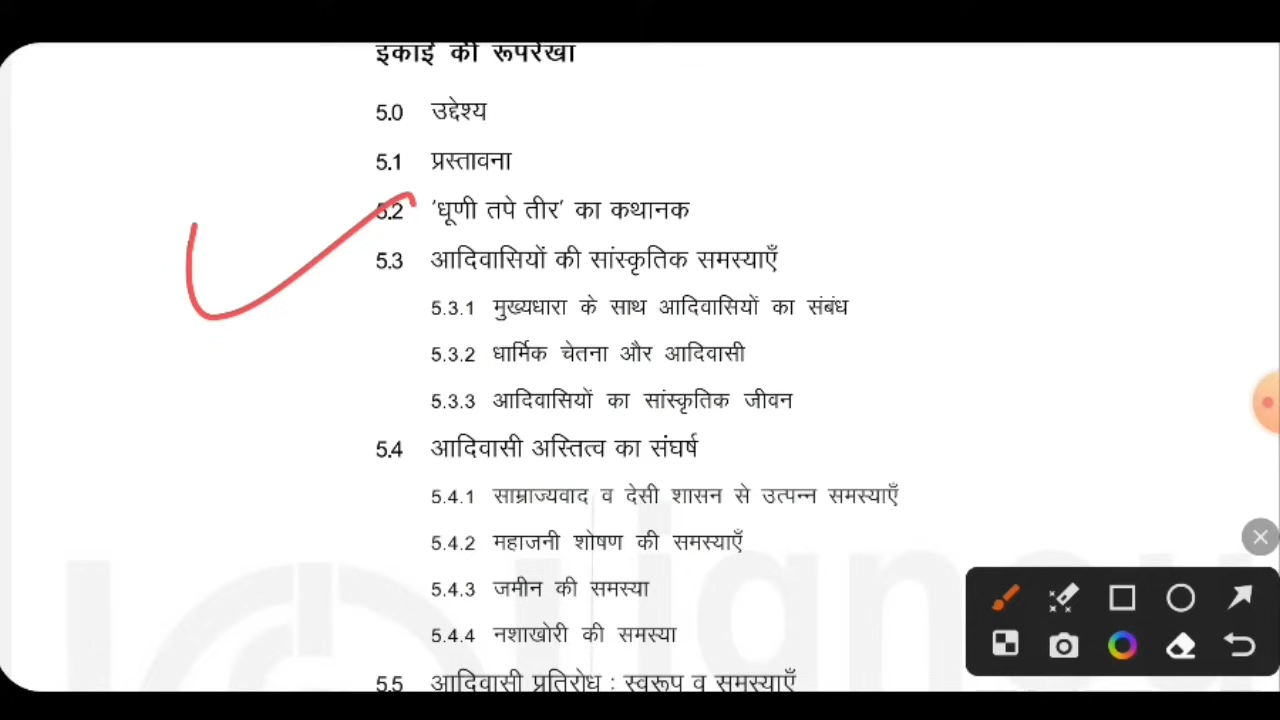 इकाई की रूपरेखा
5.0 उद्देश्य
5.1 प्रस्तावना
5.2 'धूणी तपे तीर' का कथानक
5.3 आदिवासियों की सांस्कृतिक समस्याएँ
5.3.1 मुख्यधारा के साथ आदिवासियों का संबंध
5.3.2 धार्मिक चेतना और आदिवासी
5.3.3 आदिवासियों का सांस्कृतिक जीवन
5.4 आदिवासी अस्तित्व का संघर्ष
5.4.1 साम्राज्यवाद व देसी शासन से उत्पन्न समस्याएँ
5.4.2 महाजनी शोषण की समस्याएँ
5.4.3 जमीन की समस्या
5.4.4 नशाखोरी की समस्या
5.5 आदिवासी प्रतिरोध : स्वरूप व समस्याएँ